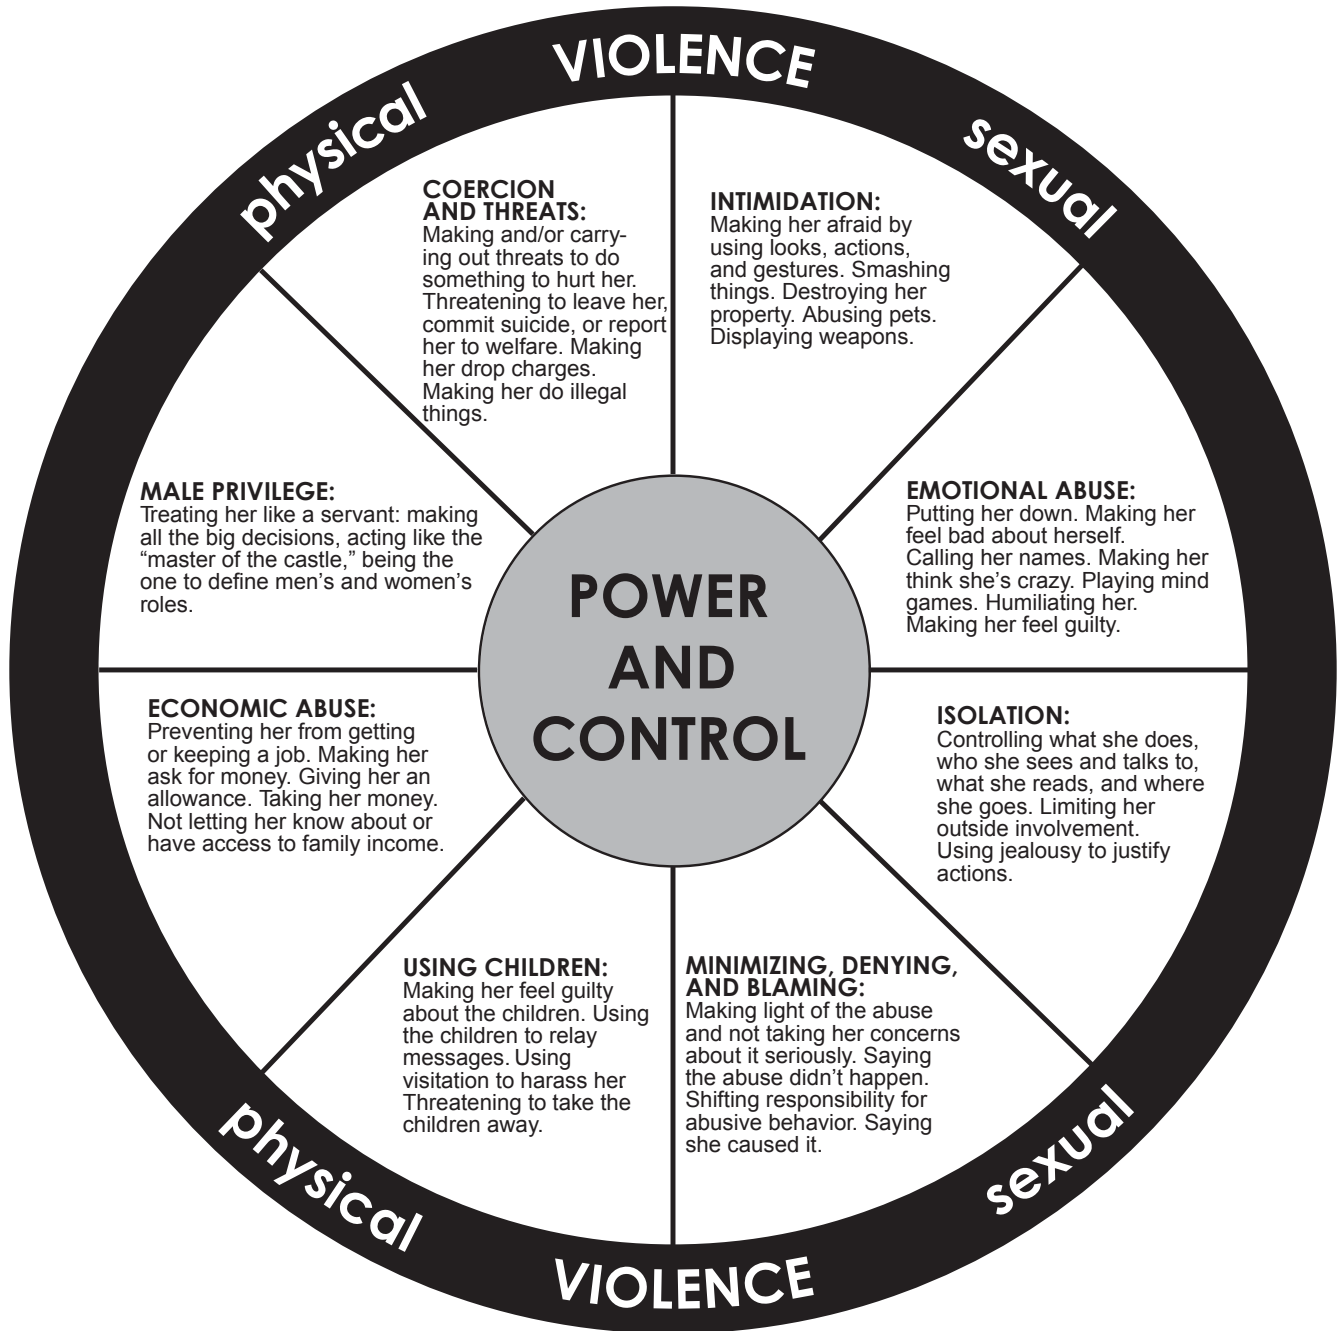 VIOLENCE
physical
sexual
COERCION
AND THREATS:
Making and/or carry-
ing out threats to do
something to hurt her.
Threatening to leave her,
commit suicide, or report
her to welfare. Making
her drop charges.
Making her do illegal
things.
INTIMIDATION:
Making her afraid by
using looks, actions,
and gestures. Smashing
things. Destroying her
property. Abusing pets.
Displaying weapons.
MALE PRIVILEGE:
Treating her like a servant: making
all the big decisions, acting like the
“master of the castle,” being the
one to define men’s and women’s
roles.
EMOTIONAL ABUSE:
Putting her down. Making her
feel bad about herself.
Calling her names. Making her
think she’s crazy. Playing mind
games. Humiliating her.
Making her feel guilty.
POWER
AND
CONTROL
ECONOMIC ABUSE:
Preventing her from getting
or keeping a job. Making her
ask for money. Giving her an
allowance. Taking her money.
Not letting her know about or
have access to family income.
ISOLATION:
Controlling what she does,
who she sees and talks to,
what she reads, and where
she goes. Limiting her
outside involvement.
Using jealousy to justify
actions.
USING CHILDREN:
Making her feel guilty
about the children. Using
the children to relay
messages. Using
visitation to harass her
Threatening to take the
children away.
MINIMIZING, DENYING,
AND BLAMING:
Making light of the abuse
and not taking her concerns
about it seriously. Saying
the abuse didn’t happen.
Shifting responsibility for
abusive behavior. Saying
she caused it.
physical
sexual
VIOLENCE